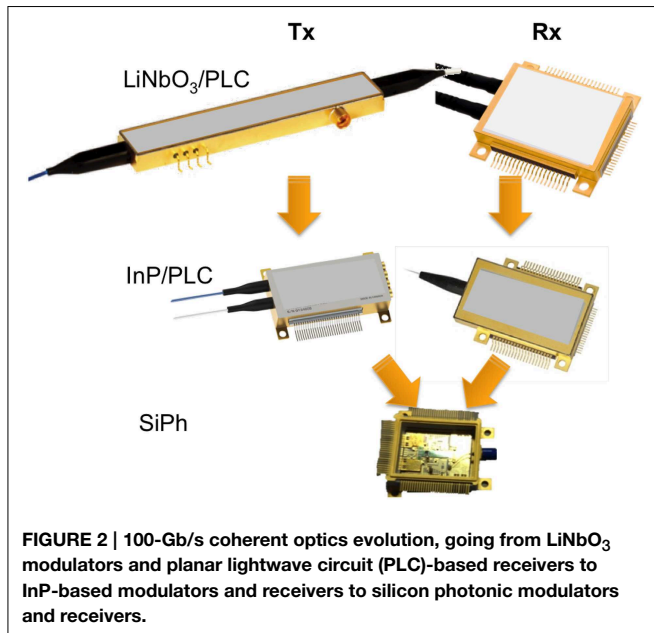 Tx Rx
LiNbO₃/PLC
InP/PLC
SiPh
FIGURE 2 | 100-Gb/s coherent optics evolution, going from LiNbO₃
modulators and planar lightwave circuit (PLC)-based receivers to
InP-based modulators and receivers to silicon photonic modulators
and receivers.